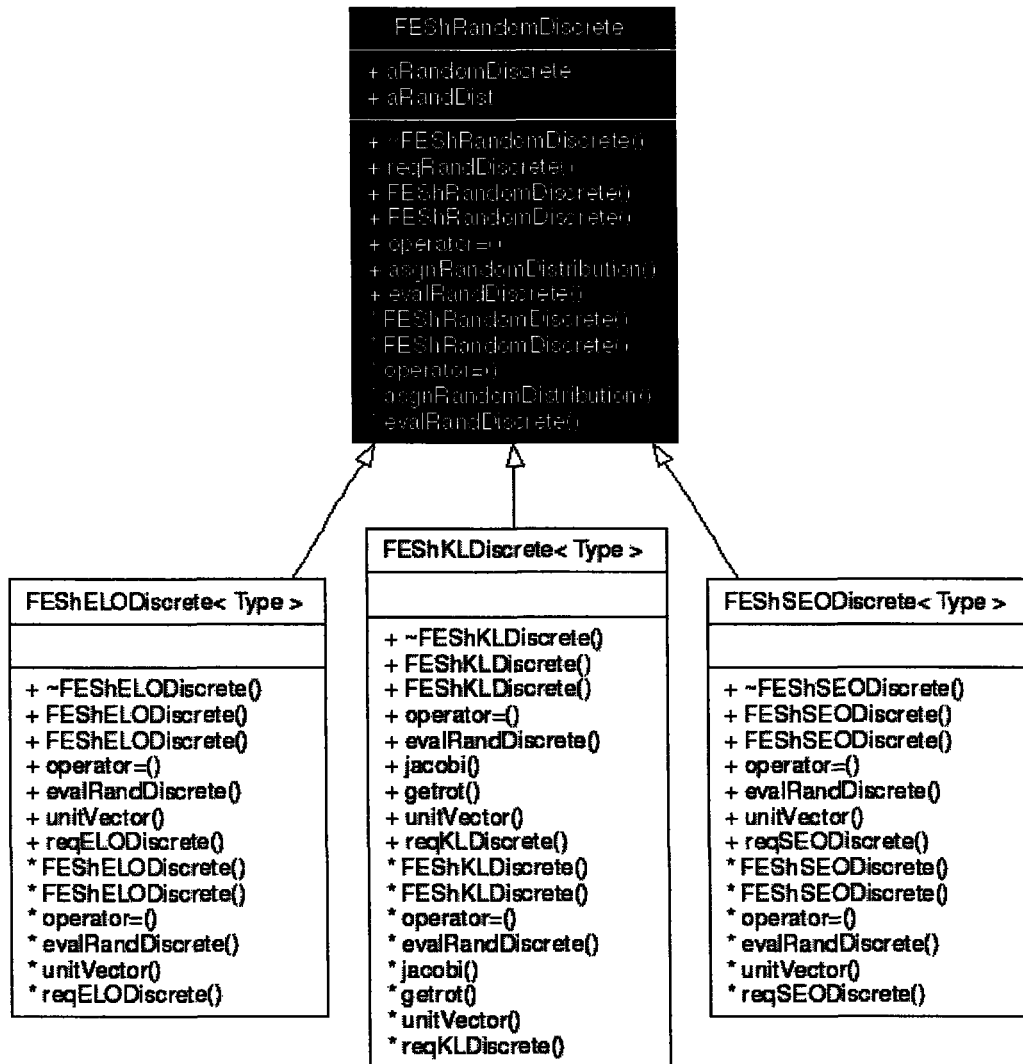 FEShRandomDiscrete
+ aRandomDiscrete
+ aRandDist
+ ~FEShRandomDiscrete()
+ reqRandDiscrete()
+ FEShRandomDiscrete()
+ FEShRandomDiscrete()
+ operator=()
+ asgnRandomDistribution()
+ evalRandDiscrete()
* FEShRandomDiscrete()
* FEShRandomDiscrete()
* operator=()
* asgnRandomDistribution()
* evalRandDiscrete()
FEShELODiscrete< Type >
+ ~FEShELODiscrete()
+ FEShELODiscrete()
+ FEShELODiscrete()
+ operator=()
+ evalRandDiscrete()
+ unitVector()
+ reqELODiscrete()
* FEShELODiscrete()
* FEShELODiscrete()
* operator=()
* evalRandDiscrete()
* unitVector()
* reqELODiscrete()
FEShKLDiscrete< Type >
+ ~FEShKLDiscrete()
+ FEShKLDiscrete()
+ FEShKLDiscrete()
+ operator=()
+ evalRandDiscrete()
+ jacobi()
+ getrot()
+ unitVector()
+ reqKLDiscrete()
* FEShKLDiscrete()
* FEShKLDiscrete()
* operator=()
* evalRandDiscrete()
* jacobi()
* getrot()
* unitVector()
* reqKLDiscrete()
FEShSEODiscrete< Type >
+ ~FEShSEODiscrete()
+ FEShSEODiscrete()
+ FEShSEODiscrete()
+ operator=()
+ evalRandDiscrete()
+ unitVector()
+ reqSEODiscrete()
* FEShSEODiscrete()
* FEShSEODiscrete()
* operator=()
* evalRandDiscrete()
* unitVector()
* reqSEODiscrete()